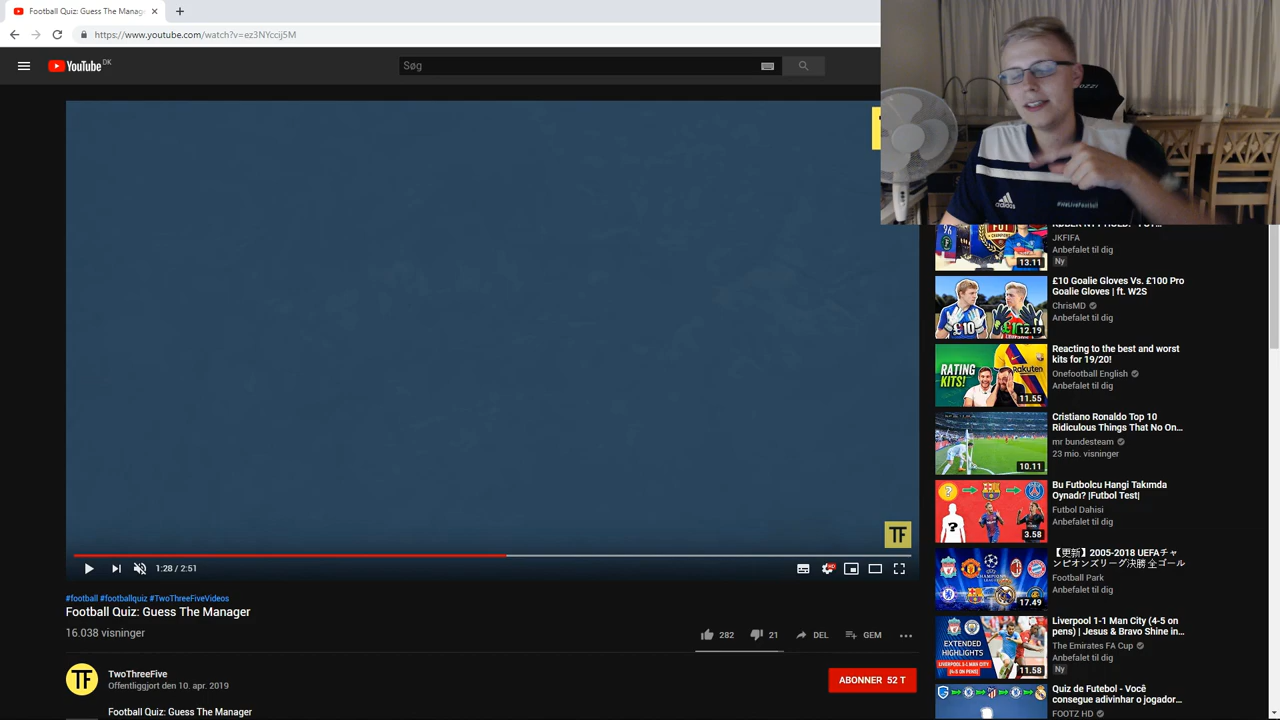 Football Quiz: Guess The Manag
https://www.youtube.com/watch?v=ez3NYccij5M
YouTube DK
Søg
#WeLiveFootball
TF
1:28 / 2:51
#football #footballquiz #TwoThreeFiveVideos
Football Quiz: Guess The Manager
16.038 visninger
282
21
DEL
GEM
TF
TwoThreeFive
Offentliggjort den 10. apr. 2019
ABONNER 52 T
Football Quiz: Guess The Manager
FUT
13.11
JKFIFA
Anbefalet til dig
Ny
£10
£100
12.19
£10 Goalie Gloves Vs. £100 Pro
Goalie Gloves | ft. W2S
ChrisMD
Anbefalet til dig
RATING
KITS!
Rakuten
11.55
Reacting to the best and worst
kits for 19/20!
Onefootball English
Anbefalet til dig
10.11
Cristiano Ronaldo Top 10
Ridiculous Things That No On...
mr bundesteam
23 mio. visninger
3.58
Bu Futbolcu Hangi Takımda
Oynadı? |Futbol Test|
Futbol Dahisi
Anbefalet til dig
17.49
【更新】2005-2018 UEFAチャ
ンピオンズリーグ決勝 全ゴール
Football Park
Anbefalet til dig
EXTENDED
HIGHLIGHTS
11.58
Liverpool 1-1 Man City (4-5 on
pens) | Jesus & Bravo Shine in...
The Emirates FA Cup
Anbefalet til dig
Ny
Quiz de Futebol - Você
consegue adivinhar o jogador...
FOOTZ HD